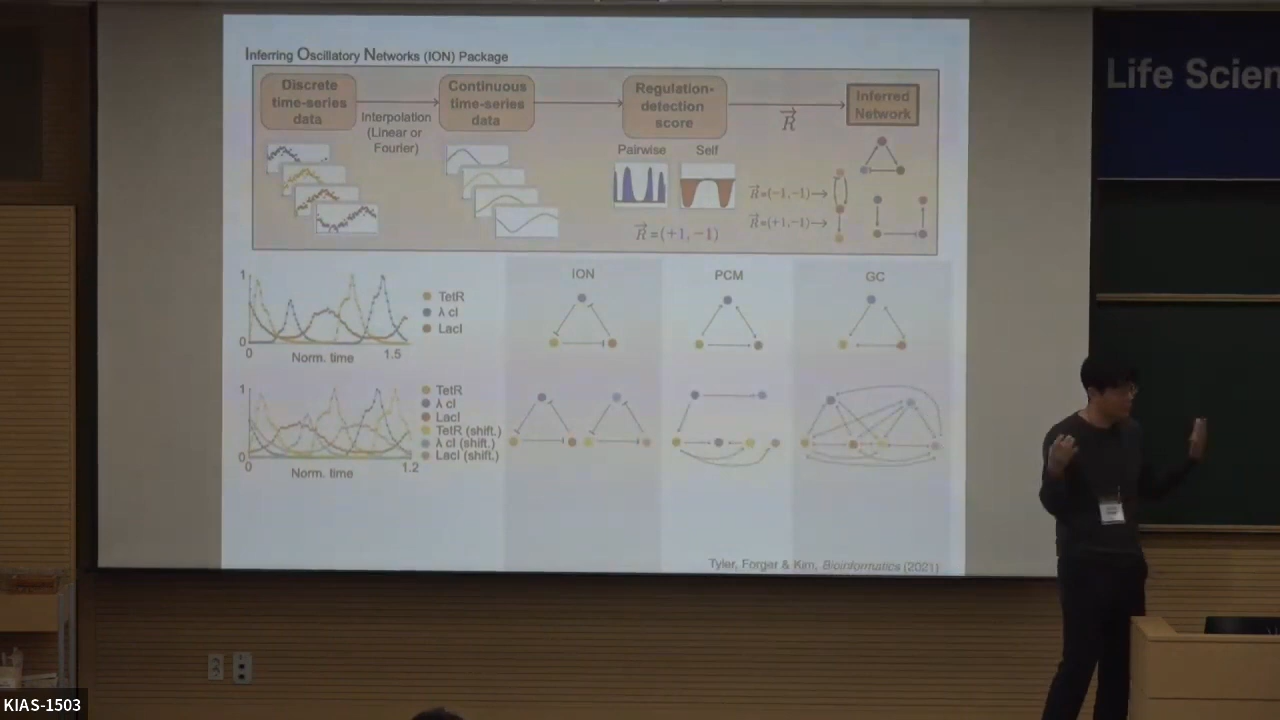 Inferring Oscillatory Networks (ION) Package
Discrete
time-series
data
Interpolation
(Linear or
Fourier)
Continuous
time-series
data
Regulation-
detection
score
R
Inferred
Network
Pairwise
Self
R=(+1,−1)
R=(−1,−1)→
R=(+1,−1)→
1
0
0
Norm. time
1.5
TetR
λ cI
LacI
ION
PCM
GC
1
0
0
Norm. time
1.2
TetR
λ cI
LacI
TetR (shift.)
λ cI (shift.)
LacI (shift.)
Tyler, Forger & Kim, Bioinformatics (2021)
Life Scien
KIAS-1503